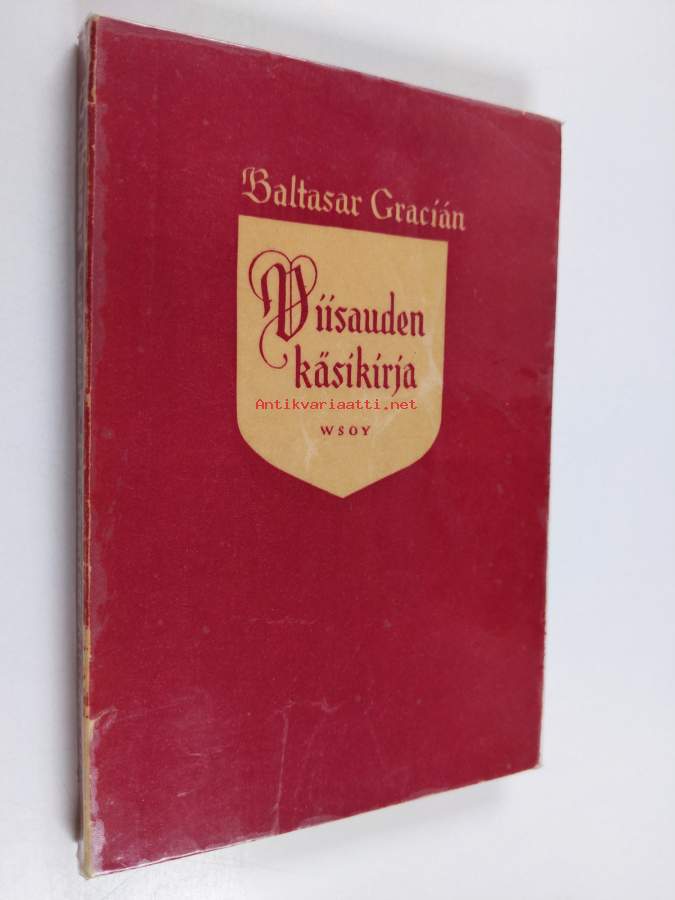 Baltasar Gracián
Viisauden
käsikirja
Antikvariaatti.net
WSOY